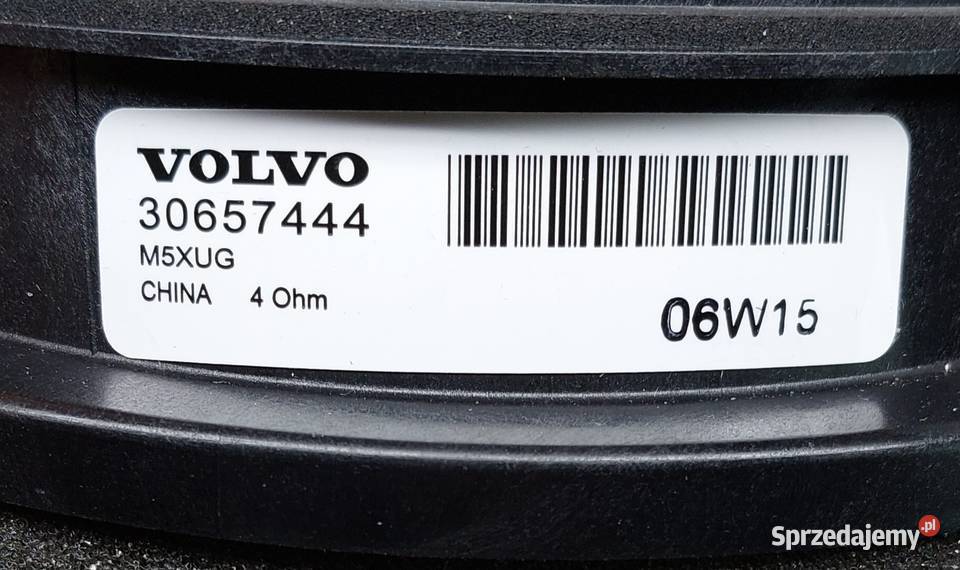 VOLVO
30657444
M5XUG
CHINA 4 Ohm
06W15
Sprzedajemy.pl